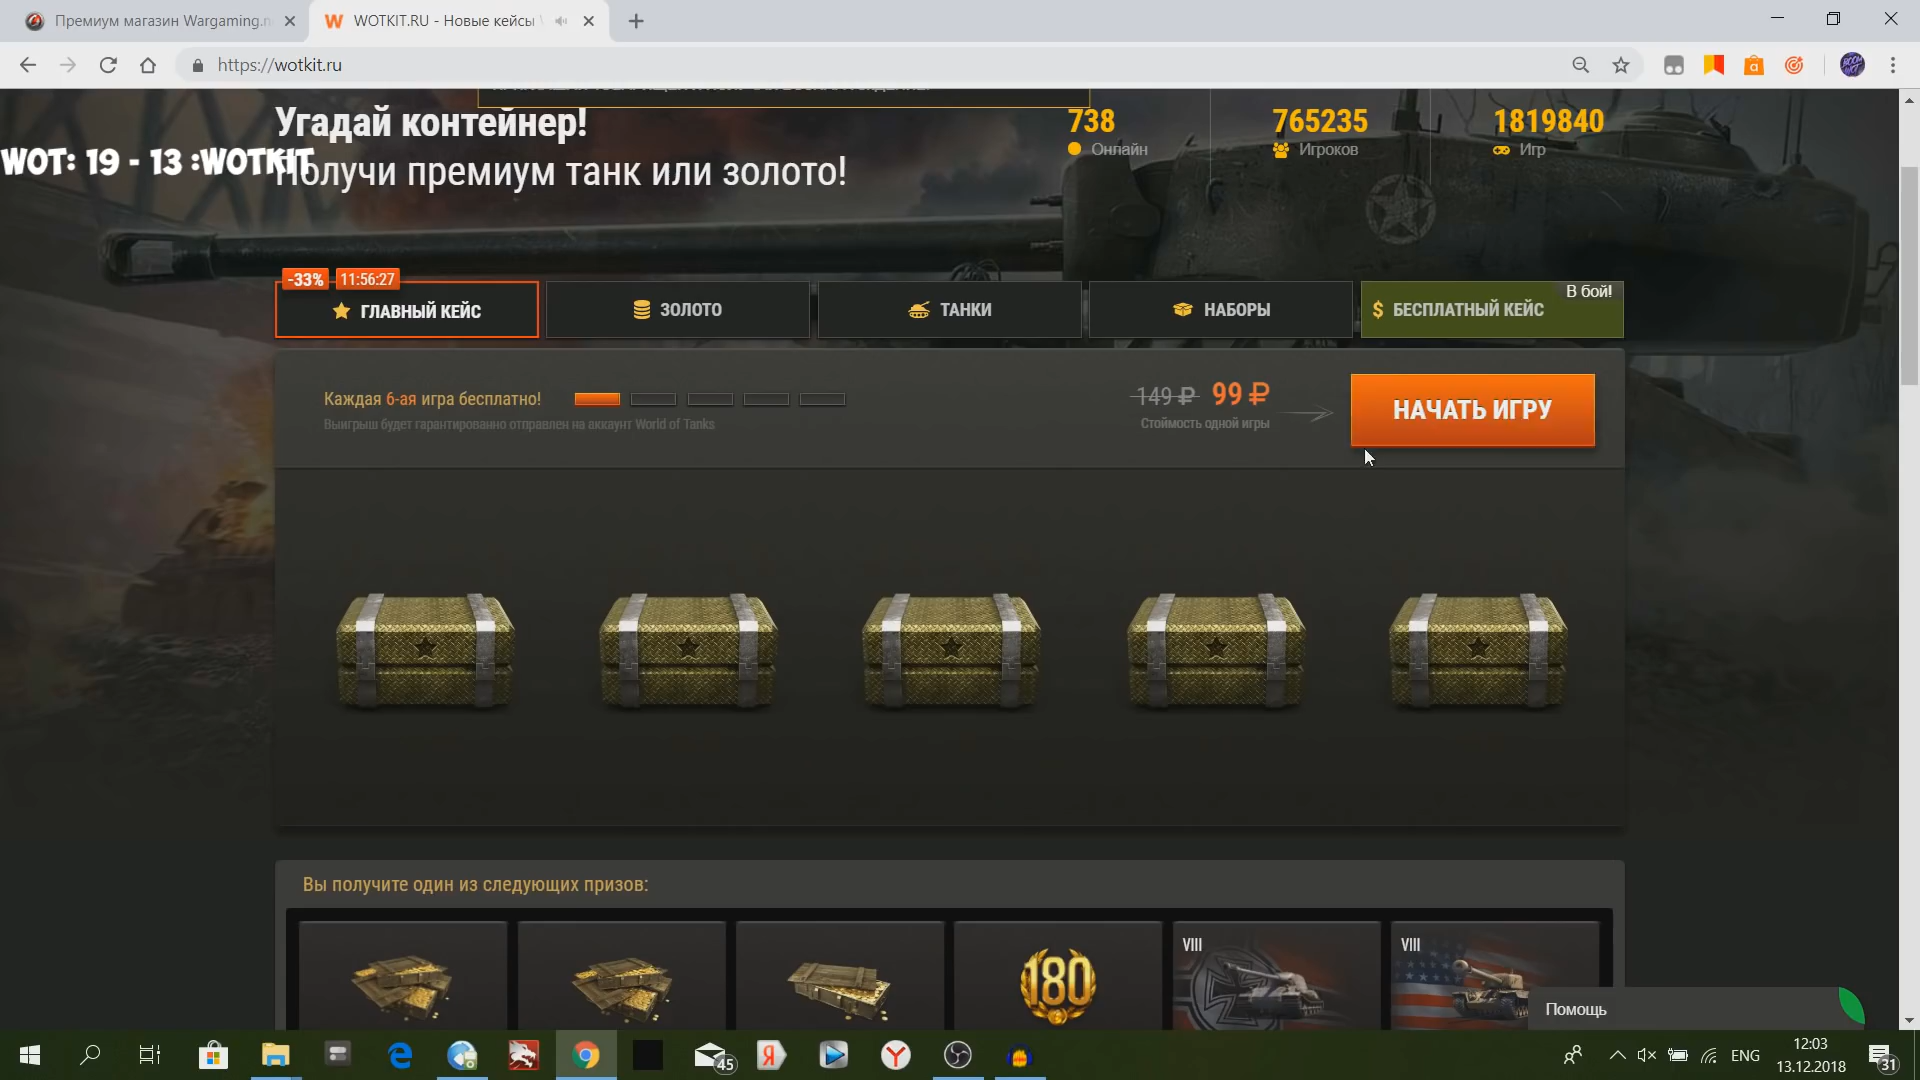 Премиум магазин Wargaming.n
WOTKIT.RU - Новые кейсы
https://wotkit.ru
Угадай контейнер!
WOT: 19 - 13 :WOTKIT
Получи премиум танк или золото!
738
Онлайн
765235
Игроков
1819840
Игр
-33%
11:56:27
ГЛАВНЫЙ КЕЙС
ЗОЛОТО
ТАНКИ
НАБОРЫ
БЕСПЛАТНЫЙ КЕЙС
В бой!
Каждая 6-ая игра бесплатно!
Выигрыш будет гарантированно отправлен на аккаунт World of Tanks
149 ₽ 99 ₽
Стоимость одной игры
НАЧАТЬ ИГРУ
Вы получите один из следующих призов:
180
VIII
VIII
Помощь
45
ENG
12:03
13.12.2018
31